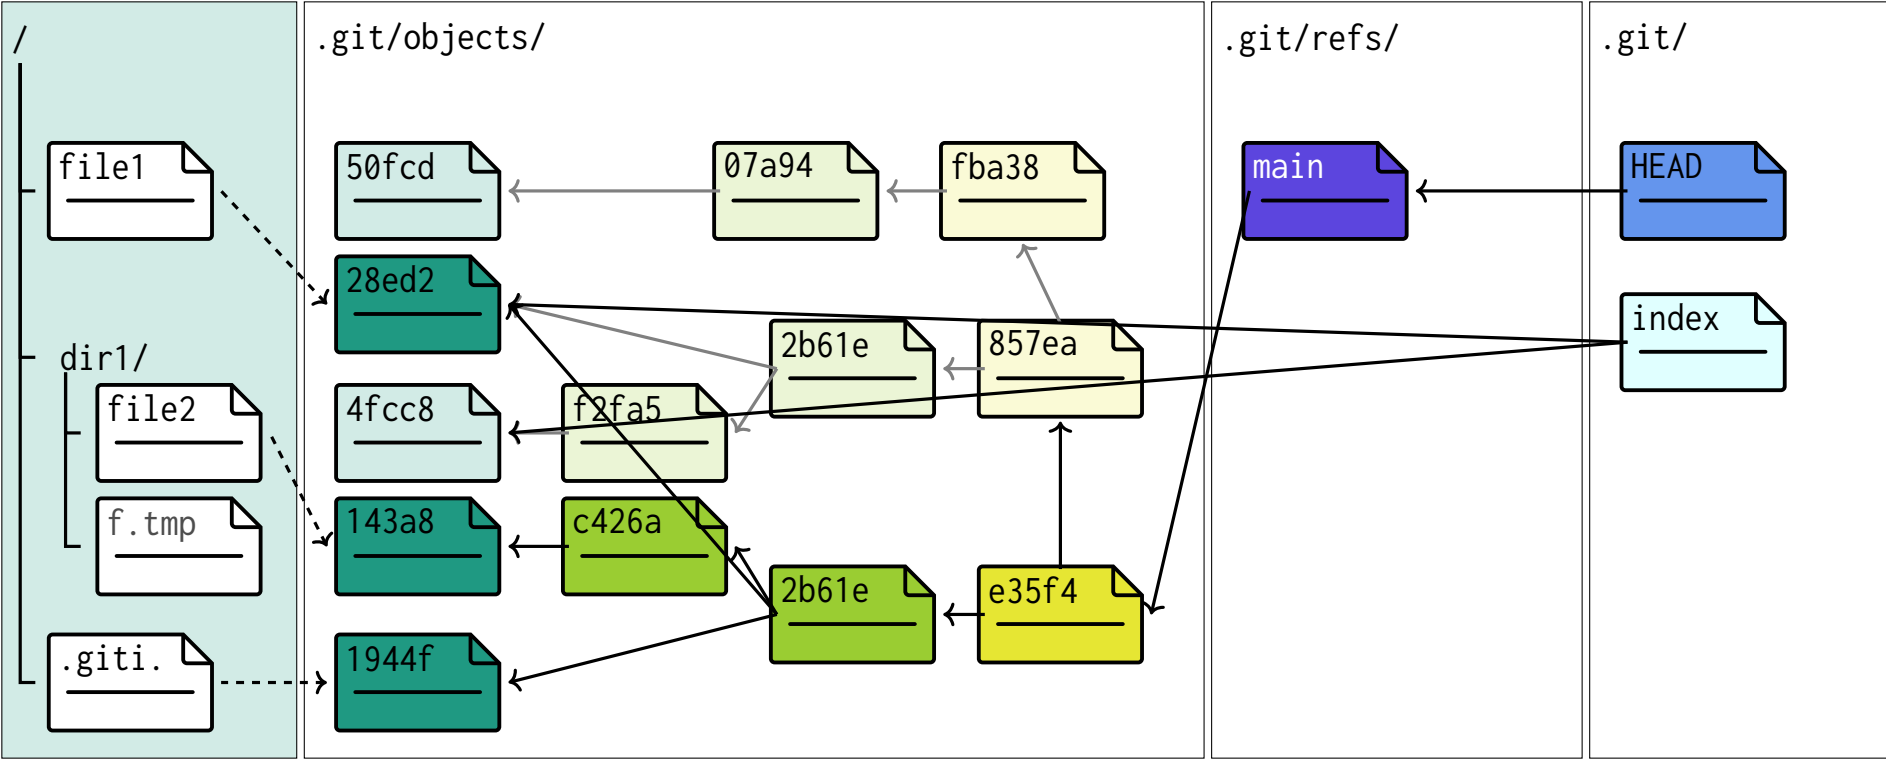 /
file1
dir1/
file2
f.tmp
.giti.
.git/objects/
50fcd
07a94
fba38
28ed2
2b61e
857ea
4fcc8
f2fa5
143a8
c426a
2b61e
e35f4
1944f
.git/refs/
main
.git/
HEAD
index